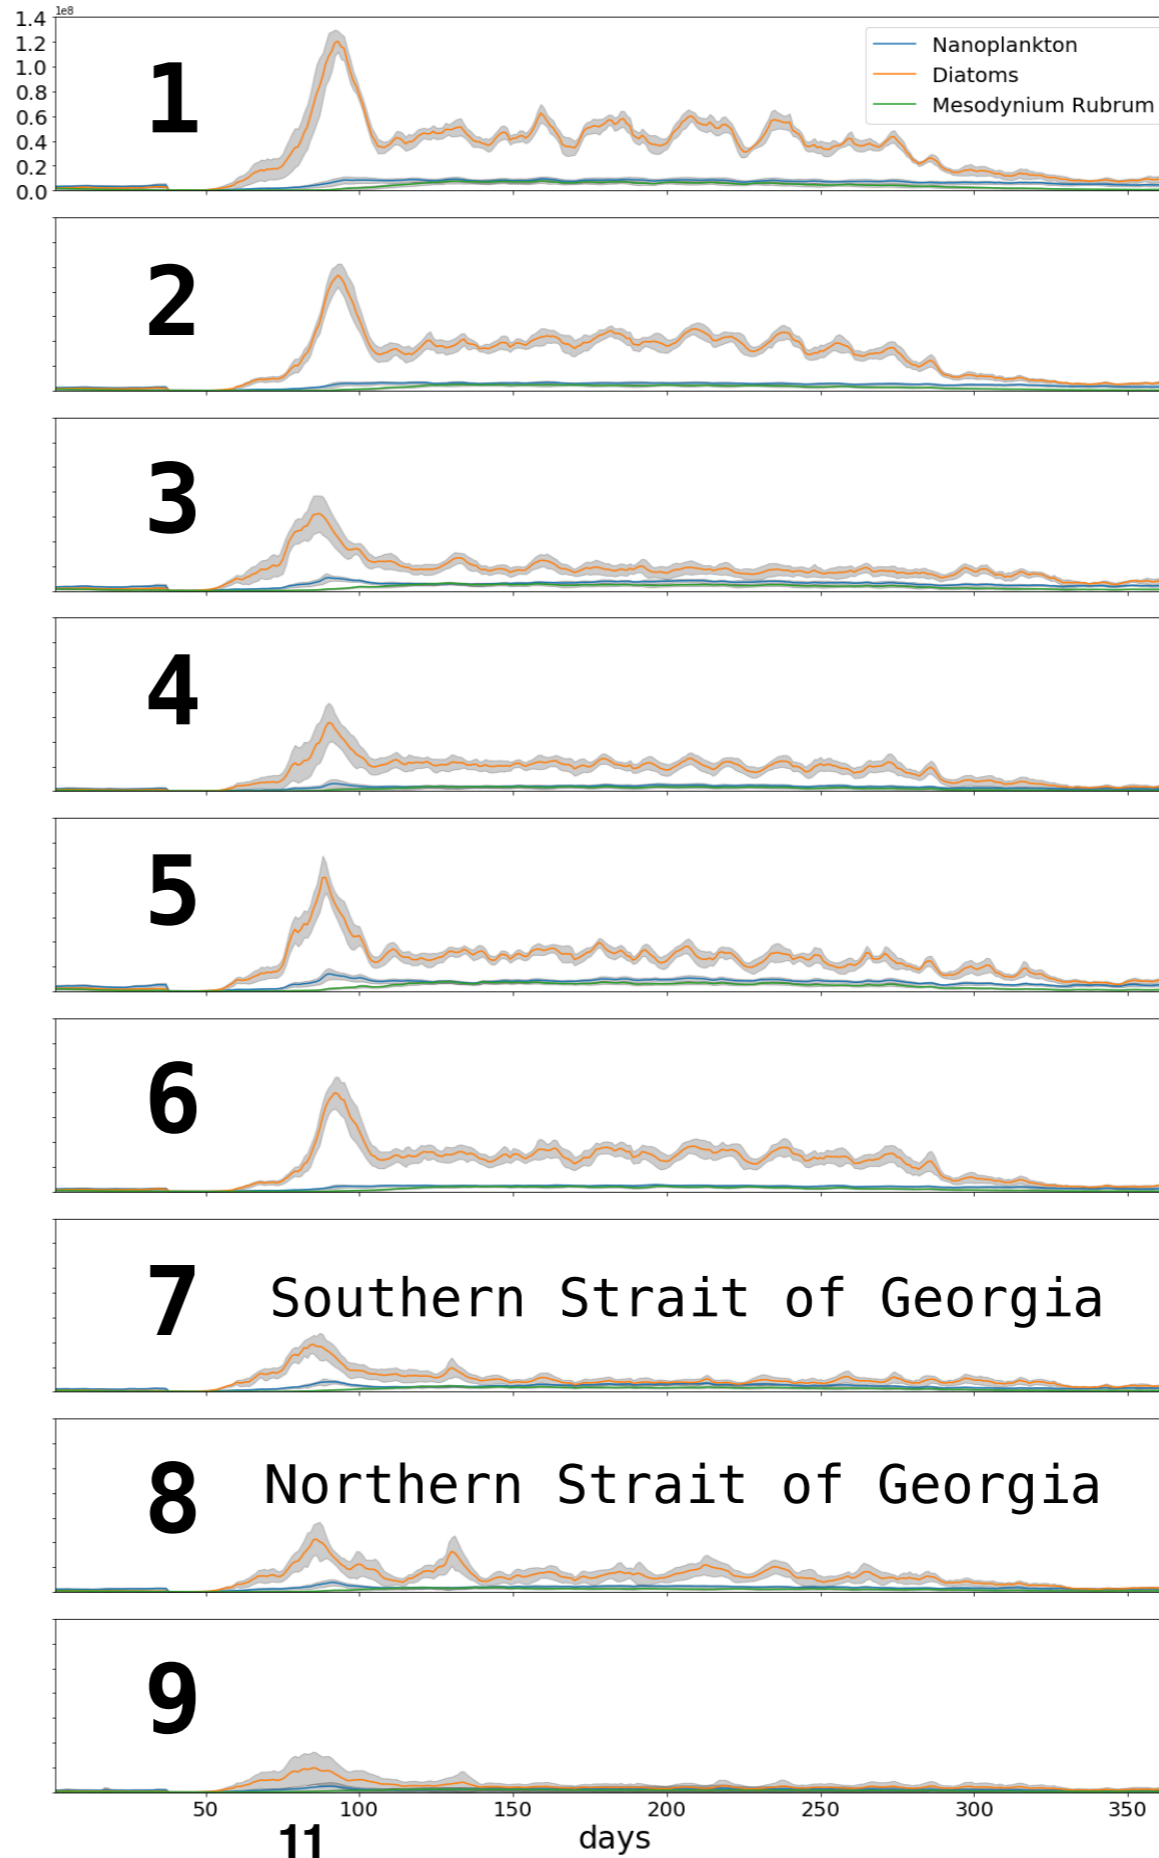 1e8
1.4
1.2
1.0
0.8
0.6
0.4
0.2
0.0
1
Nanoplankton
Diatoms
Mesodynium Rubrum
2
3
4
5
6
7 Southern Strait of Georgia
8 Northern Strait of Georgia
9
50 100 150 200 250 300 350
days
11